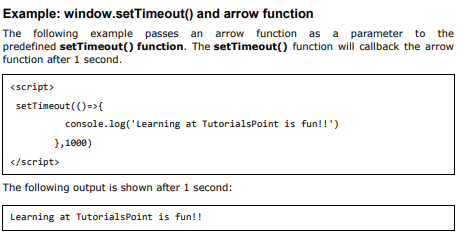 Example: window.setTimeout() and arrow function
The following example passes an arrow function as a parameter to the
predefined setTimeout() function. The setTimeout() function will callback the arrow
function after 1 second.
<script>
setTimeout(()=>{
console.log('Learning at TutorialsPoint is fun!!')
},1000)
</script>
The following output is shown after 1 second:
Learning at TutorialsPoint is fun!!